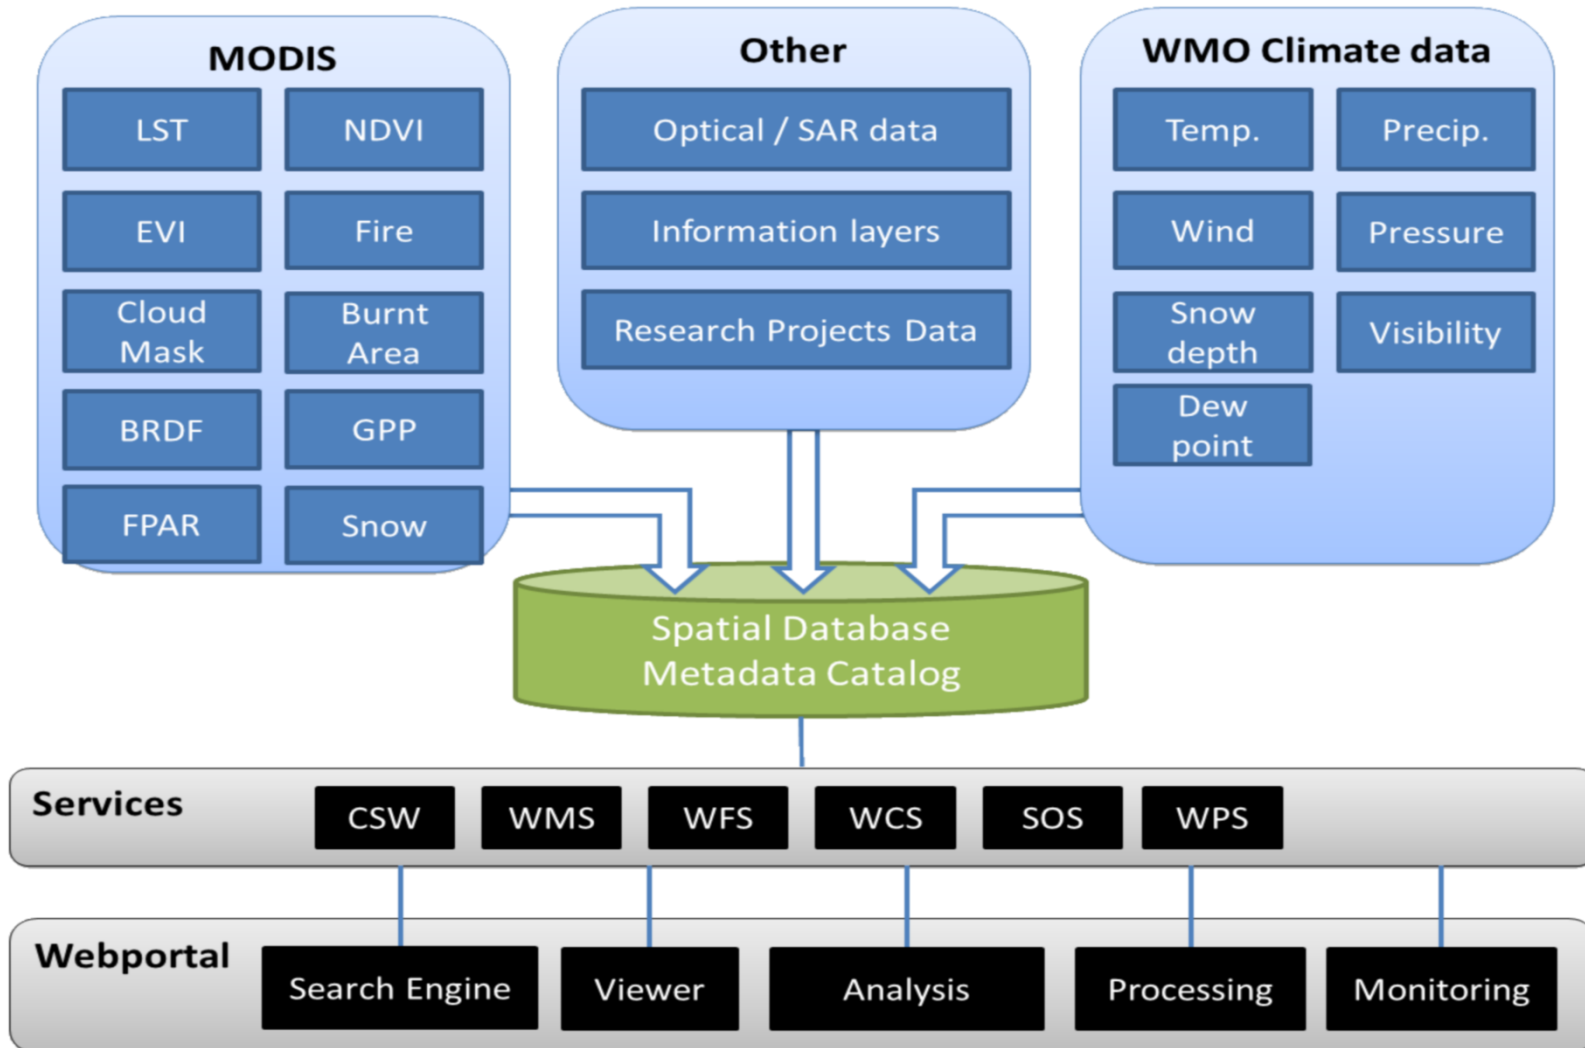 MODIS
LST
NDVI
EVI
Fire
Cloud
Mask
Burnt
Area
BRDF
GPP
FPAR
Snow
Other
Optical / SAR data
Information layers
Research Projects Data
WMO Climate data
Temp.
Precip.
Wind
Pressure
Snow
depth
Visibility
Dew
point
Spatial Database
Metadata Catalog
Services
CSW
WMS
WFS
WCS
SOS
WPS
Webportal
Search Engine
Viewer
Analysis
Processing
Monitoring